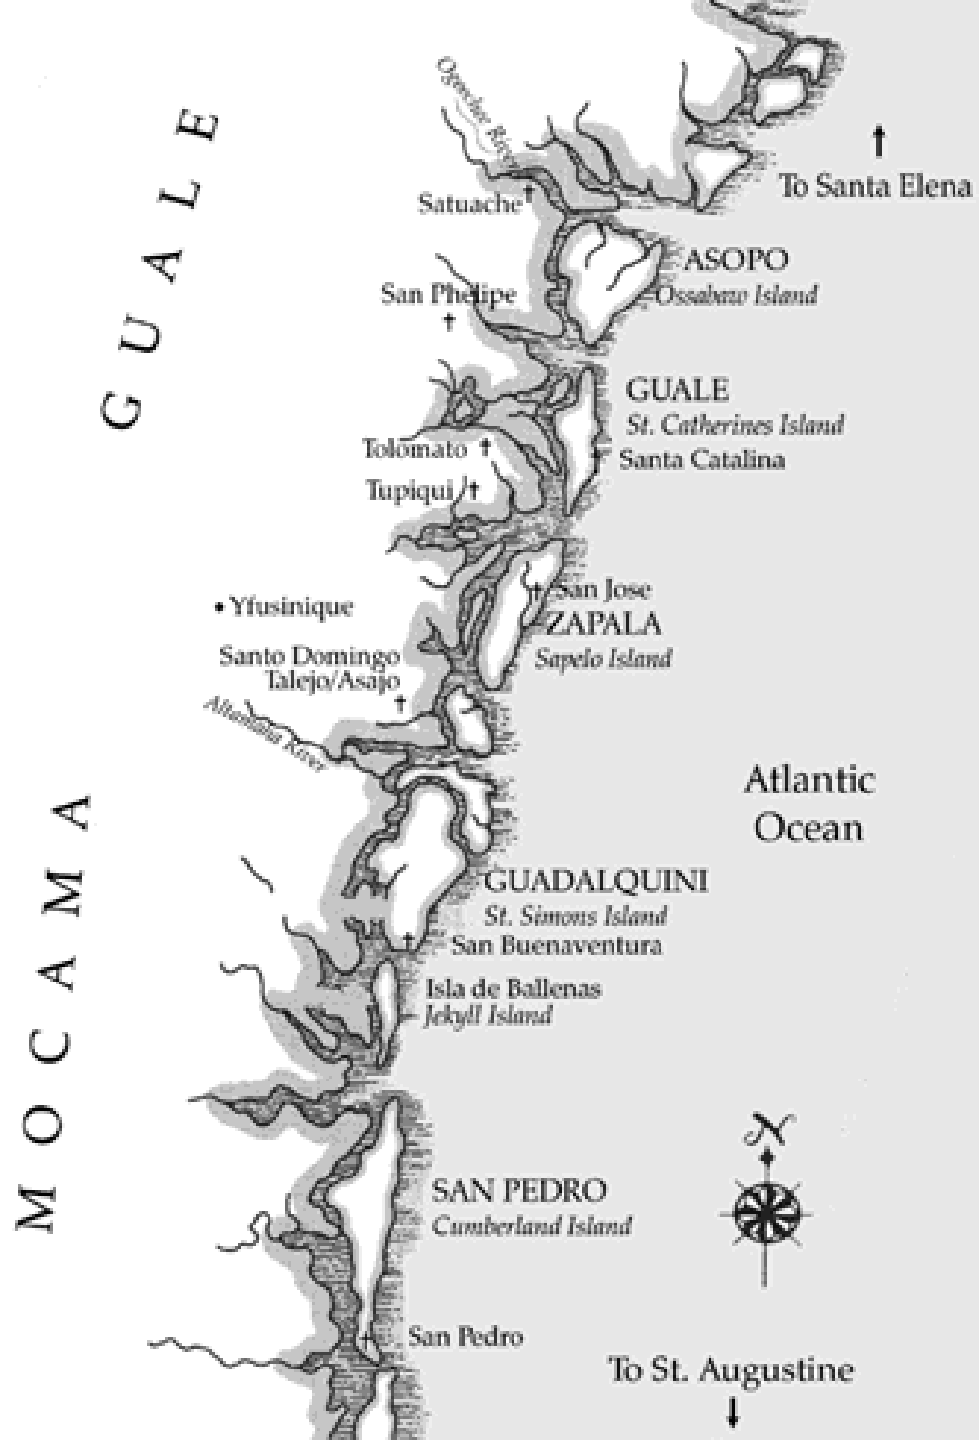 Ogeechee River
To Santa Elena
Satuache
ASOPO
Ossabaw Island
San Phelipe
GUALE
GUALE
St. Catherines Island
Santa Catalina
Tolomato
Tupiqui
San Jose
Yfusinique
ZAPALA
Sapelo Island
Santo Domingo
Talejo/Asajo
Altamaha River
Atlantic
Ocean
MOCAMA
GUADALQUINI
St. Simons Island
San Buenaventura
Isla de Ballenas
Jekyll Island
N
SAN PEDRO
Cumberland Island
San Pedro
To St. Augustine